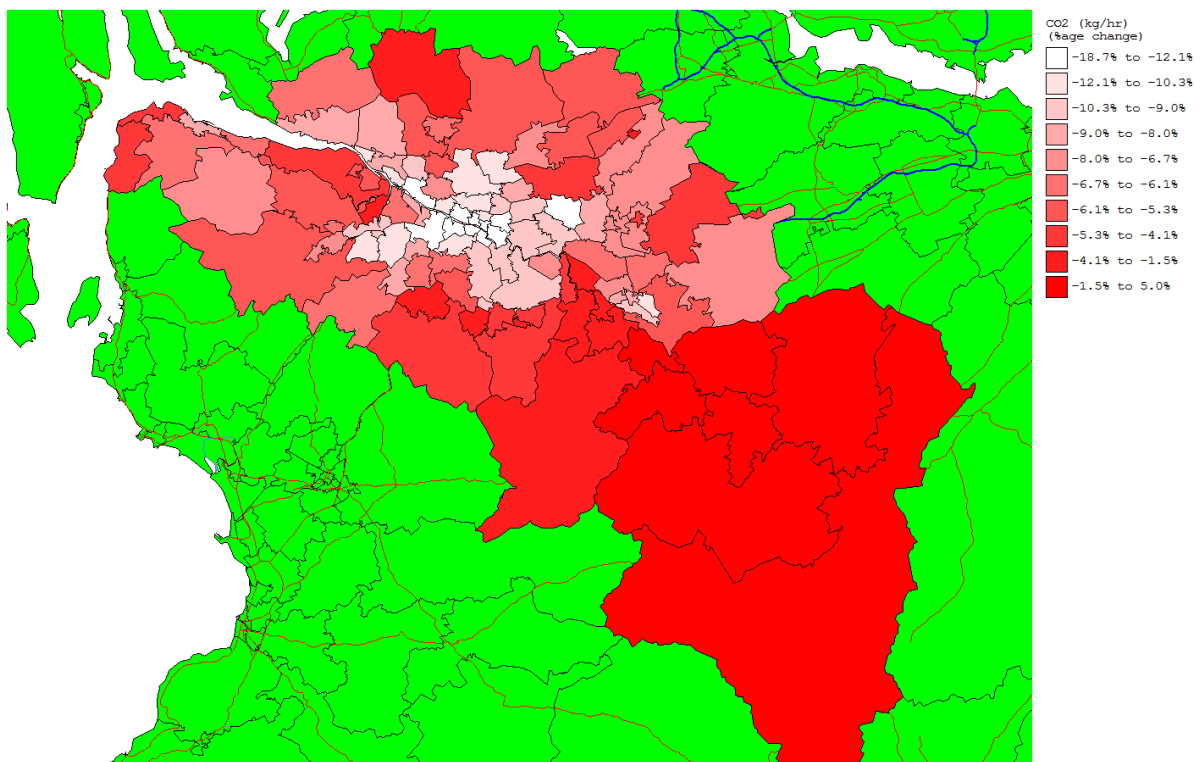 CO2 (kg/hr)
(%age change)
-18.7% to -12.1%
-12.1% to -10.3%
-10.3% to -9.0%
-9.0% to -8.0%
-8.0% to -6.7%
-6.7% to -6.1%
-6.1% to -5.3%
-5.3% to -4.1%
-4.1% to -1.5%
-1.5% to 5.0%